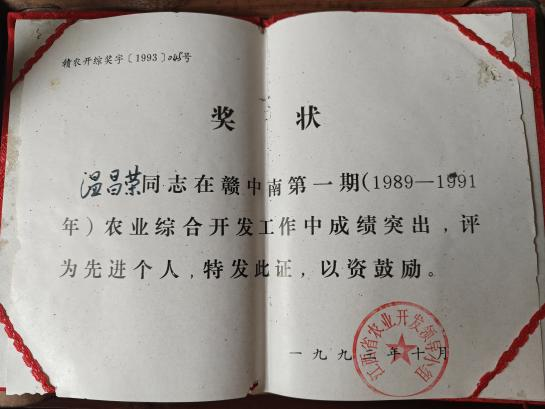 赣农开综奖字〔1993〕045号
奖状
温昌荣同志在赣中南第一期(1989—1991
年)农业综合开发工作中成绩突出,评
为先进个人,特发此证,以资鼓励。
江西省农业开发领导小组
一九九三年十月